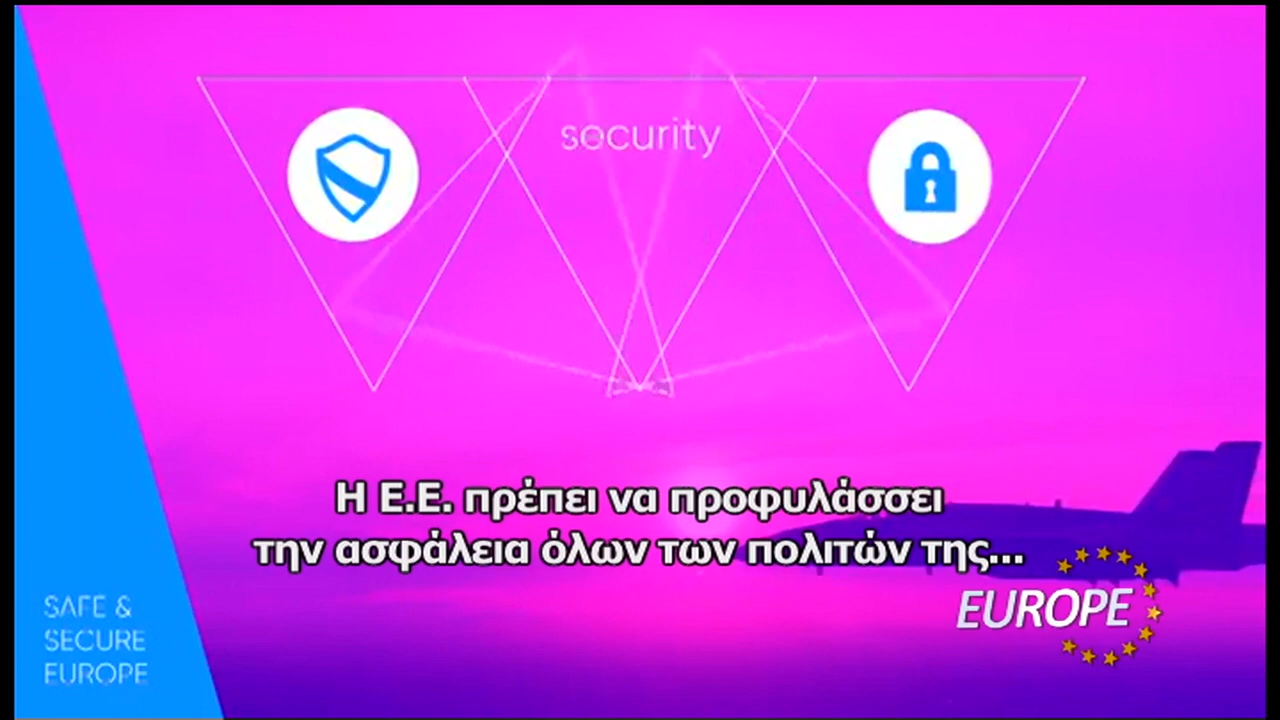 security
Η Ε.Ε. πρέπει να προφυλάσσει
την ασφάλεια όλων των πολιτών της...
EUROPE
SAFE &
SECURE
EUROPE